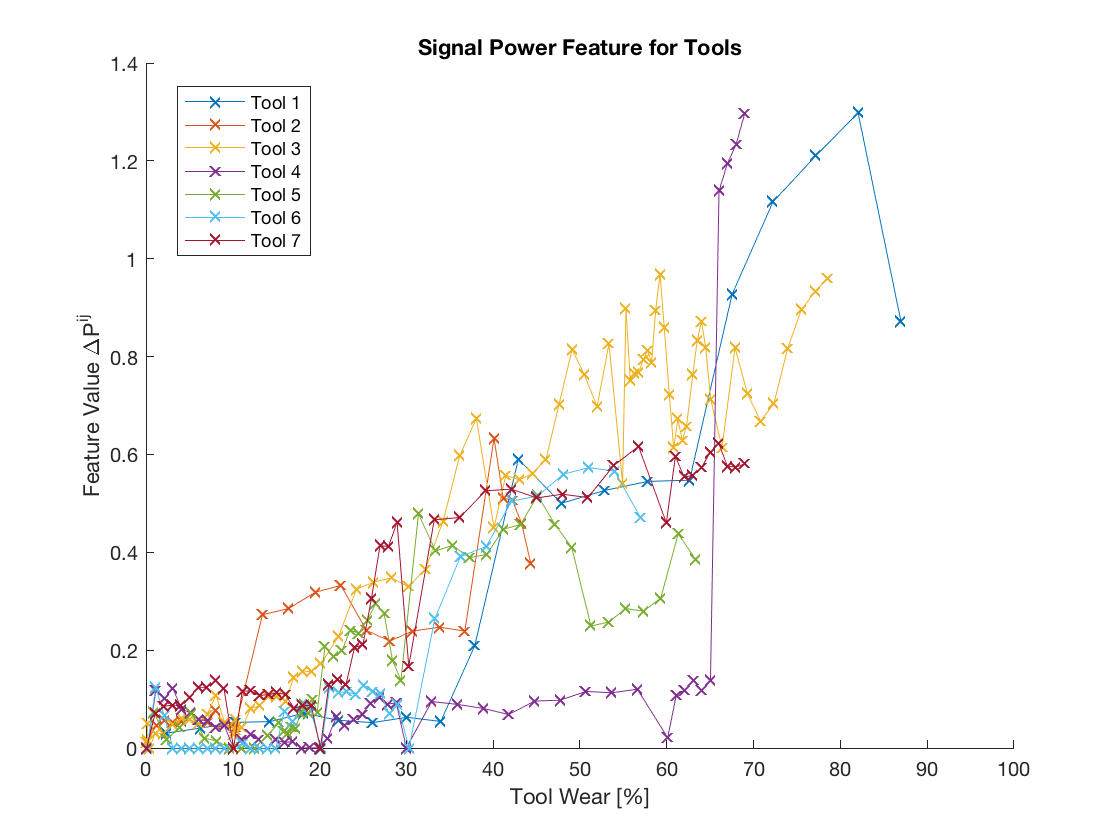 Signal Power Feature for Tools
1.4
1.2
1
0.8
0.6
0.4
0.2
0
Feature Value ΔP^ij
Tool 1
Tool 2
Tool 3
Tool 4
Tool 5
Tool 6
Tool 7
0 10 20 30 40 50 60 70 80 90 100
Tool Wear [%]